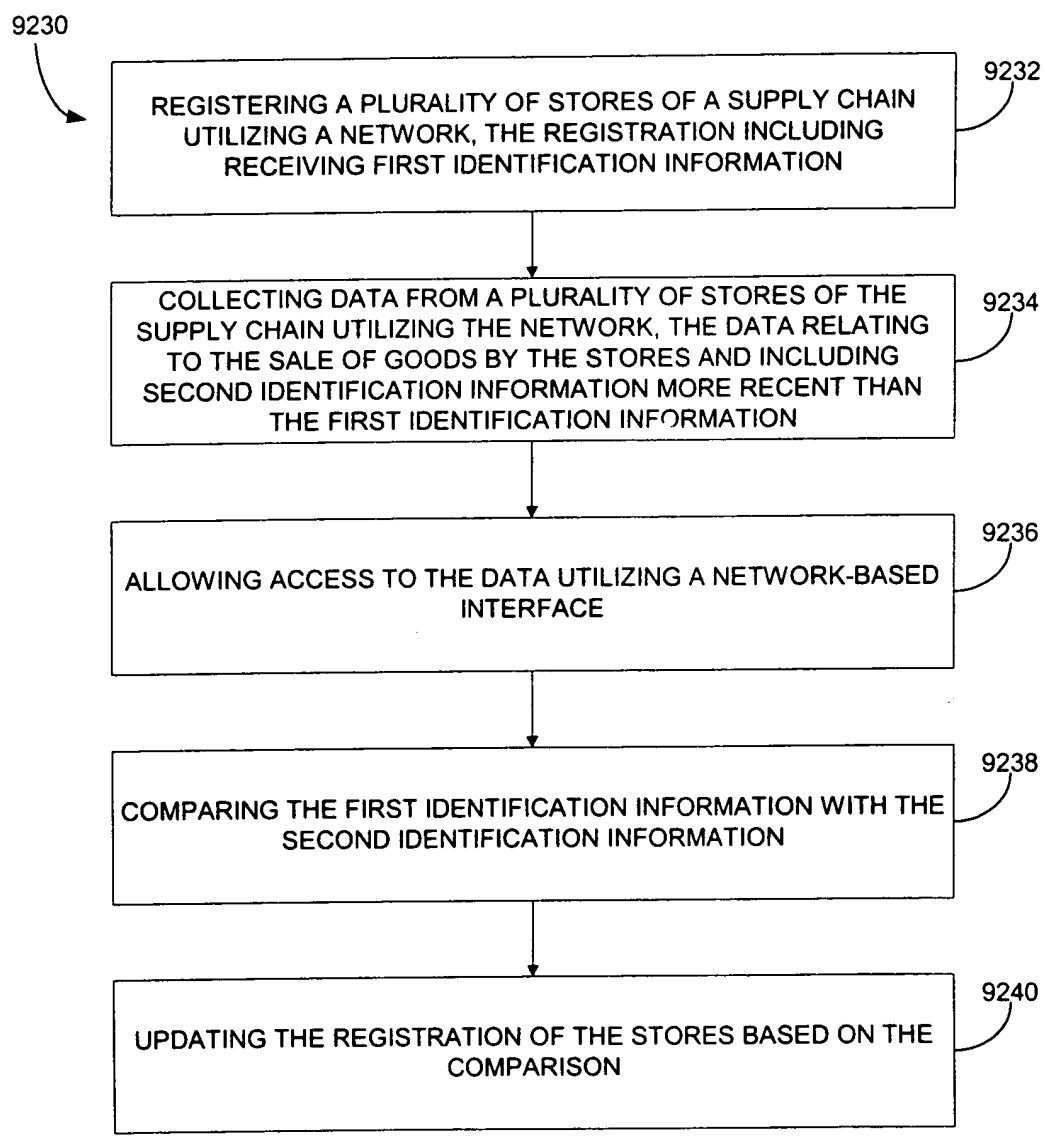 9230
9232
REGISTERING A PLURALITY OF STORES OF A SUPPLY CHAIN
UTILIZING A NETWORK, THE REGISTRATION INCLUDING
RECEIVING FIRST IDENTIFICATION INFORMATION
9234
COLLECTING DATA FROM A PLURALITY OF STORES OF THE
SUPPLY CHAIN UTILIZING THE NETWORK, THE DATA RELATING
TO THE SALE OF GOODS BY THE STORES AND INCLUDING
SECOND IDENTIFICATION INFORMATION MORE RECENT THAN
THE FIRST IDENTIFICATION INFORMATION
9236
ALLOWING ACCESS TO THE DATA UTILIZING A NETWORK-BASED
INTERFACE
9238
COMPARING THE FIRST IDENTIFICATION INFORMATION WITH THE
SECOND IDENTIFICATION INFORMATION
9240
UPDATING THE REGISTRATION OF THE STORES BASED ON THE
COMPARISON